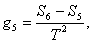 g₅ = (S₆ − S₅) / T²,